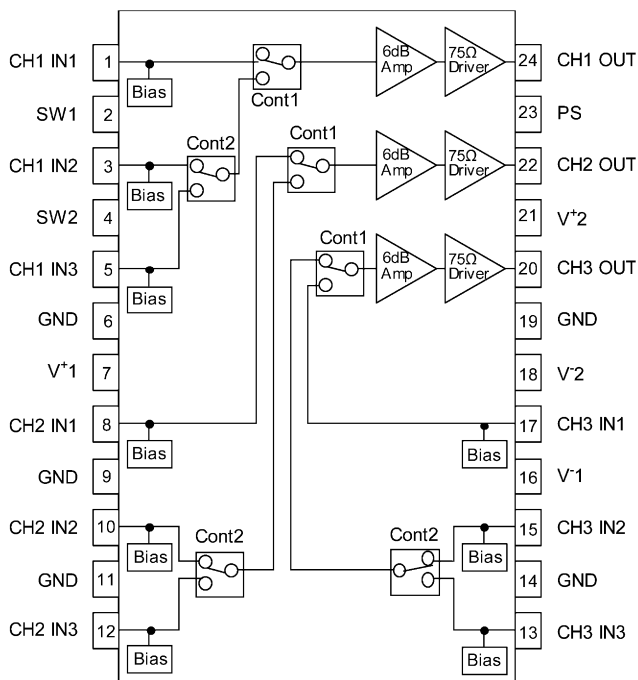 CH1 IN1 1 6dB Amp 75Ω Driver 24 CH1 OUT
Bias
Cont1
SW1 2 23 PS
Cont2 Cont1
CH1 IN2 3 6dB Amp 75Ω Driver 22 CH2 OUT
Bias
SW2 4 21 V+2
Cont1
CH1 IN3 5 6dB Amp 75Ω Driver 20 CH3 OUT
Bias
GND 6 19 GND
V+1 7 18 V-2
CH2 IN1 8 17 CH3 IN1
Bias Bias
GND 9 16 V-1
CH2 IN2 10 15 CH3 IN2
Cont2 Cont2
Bias Bias
GND 11 14 GND
CH2 IN3 12 13 CH3 IN3
Bias Bias